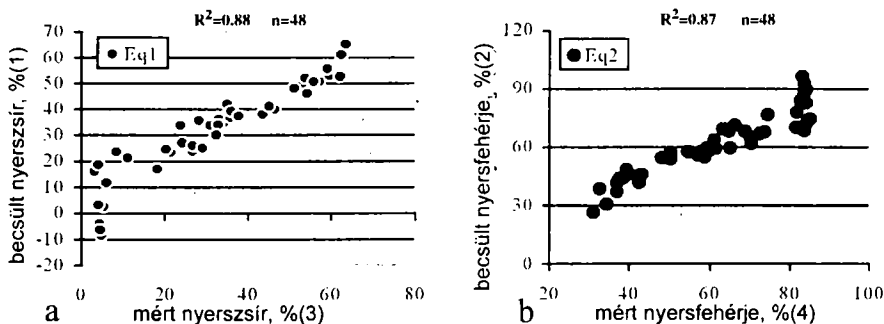 R²=0.88 n=48
70
60
50
40
30
20
10
0
-10
-20
becsült nyerszsír, %(1)
Eq1
0 20 40 60 80
a
mért nyerszsír, %(3)
R²=0.87 n=48
120
90
60
30
0
becsült nyersfehérje, %(2)
Eq2
20 40 60 80 100
b
mért nyersfehérje, %(4)